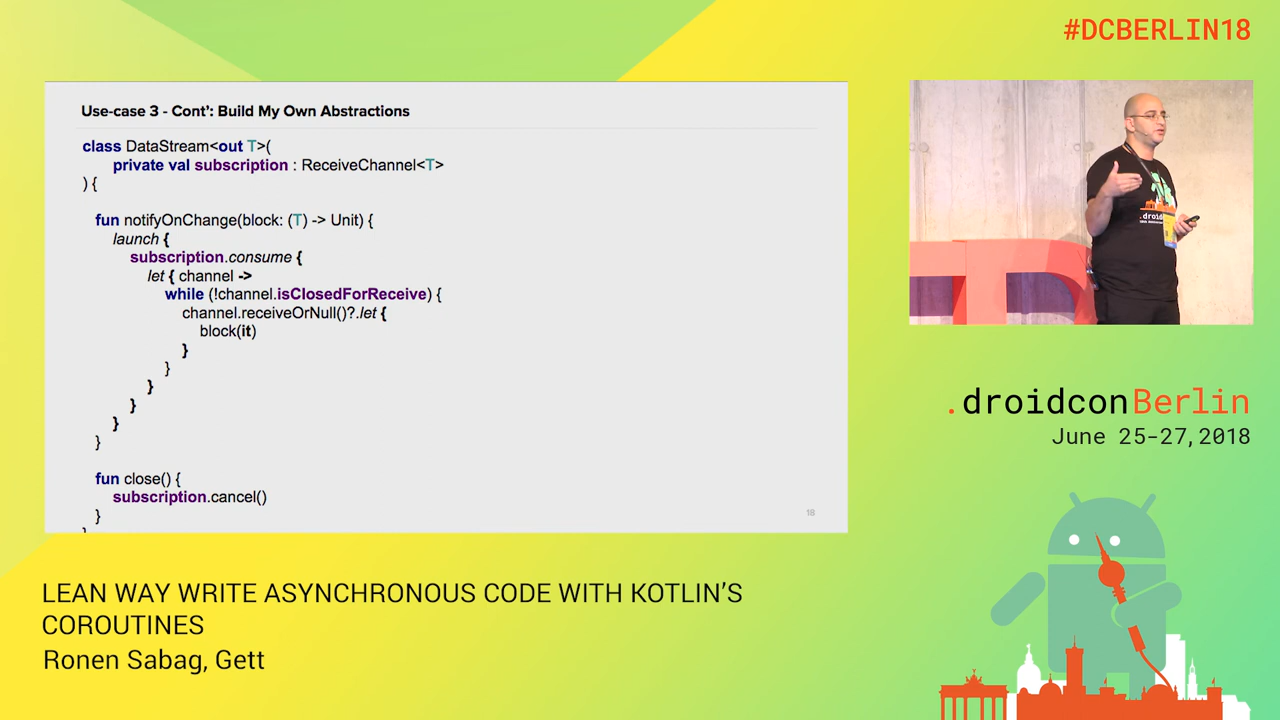 #DCBERLIN18
Use-case 3 - Cont': Build My Own Abstractions
class DataStream<out T>(
private val subscription : ReceiveChannel<T>
) {
fun notifyOnChange(block: (T) -> Unit) {
launch {
subscription.consume {
let { channel ->
while (!channel.isClosedForReceive) {
channel.receiveOrNull()?.let {
block(it)
}
}
}
}
}
}
fun close() {
subscription.cancel()
}
18
.droidcon
.droidconBerlin
June 25-27, 2018
LEAN WAY WRITE ASYNCHRONOUS CODE WITH KOTLIN'S
COROUTINES
Ronen Sabag, Gett